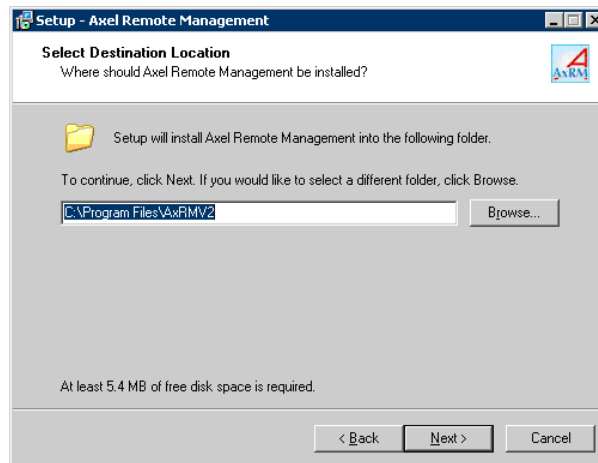 Setup - Axel Remote Management
Select Destination Location
Where should Axel Remote Management be installed?
AxRM
Setup will install Axel Remote Management into the following folder.
To continue, click Next. If you would like to select a different folder, click Browse.
C:\Program Files\AxRMV2
Browse...
At least 5.4 MB of free disk space is required.
< Back Next > Cancel